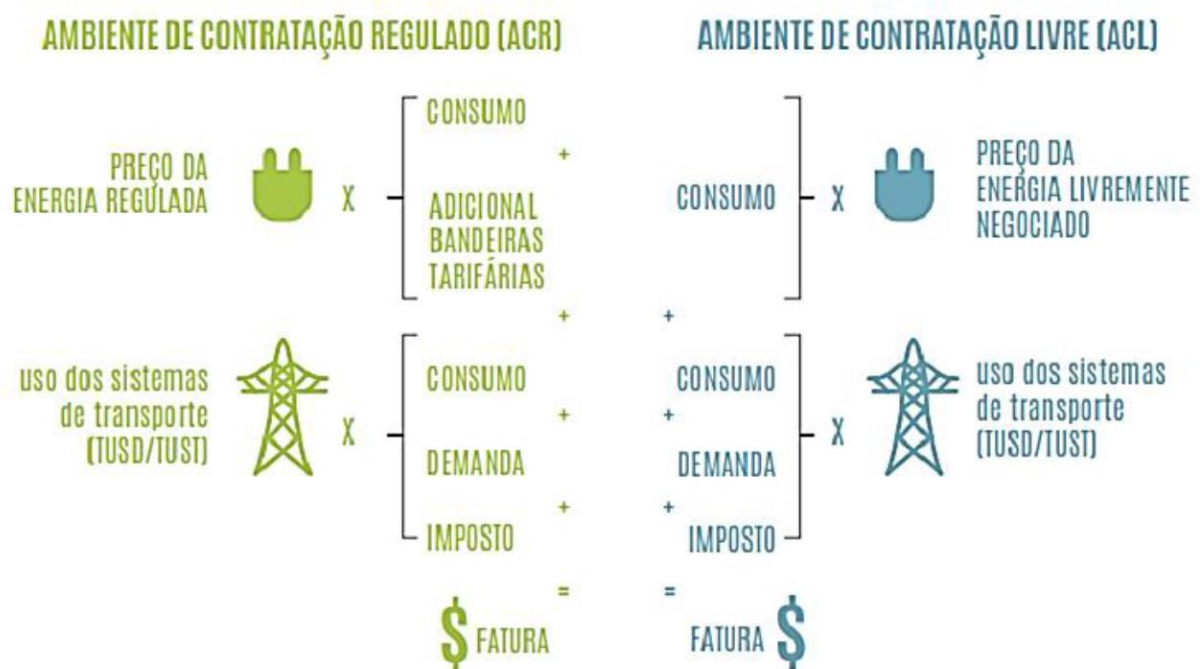 AMBIENTE DE CONTRATAÇÃO REGULADO (ACR)
PREÇO DA
ENERGIA REGULADA
X
CONSUMO
+
ADICIONAL
BANDEIRAS
TARIFÁRIAS
+
uso dos sistemas
de transporte
(TUSD/TUST)
X
CONSUMO
+
DEMANDA
+
IMPOSTO
=
$ FATURA
AMBIENTE DE CONTRATAÇÃO LIVRE (ACL)
CONSUMO
X
PREÇO DA
ENERGIA LIVREMENTE
NEGOCIADO
+
CONSUMO
+
DEMANDA
+
IMPOSTO
X
uso dos sistemas
de transporte
(TUSD/TUST)
=
FATURA $